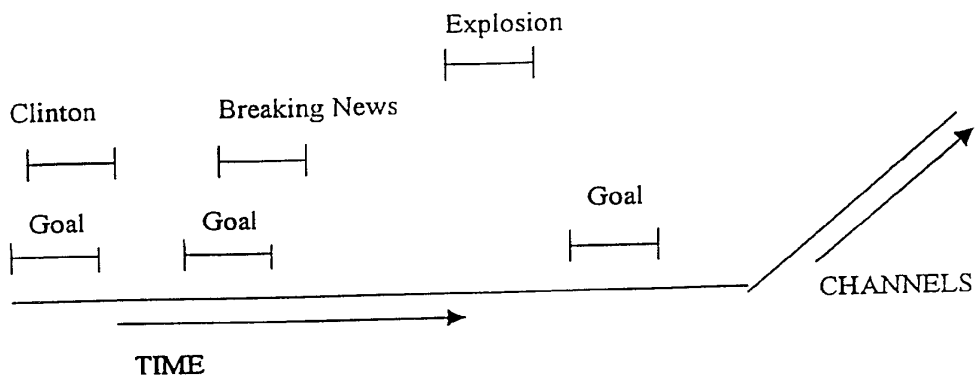 Explosion
Clinton
Breaking News
Goal
Goal
Goal
CHANNELS
TIME